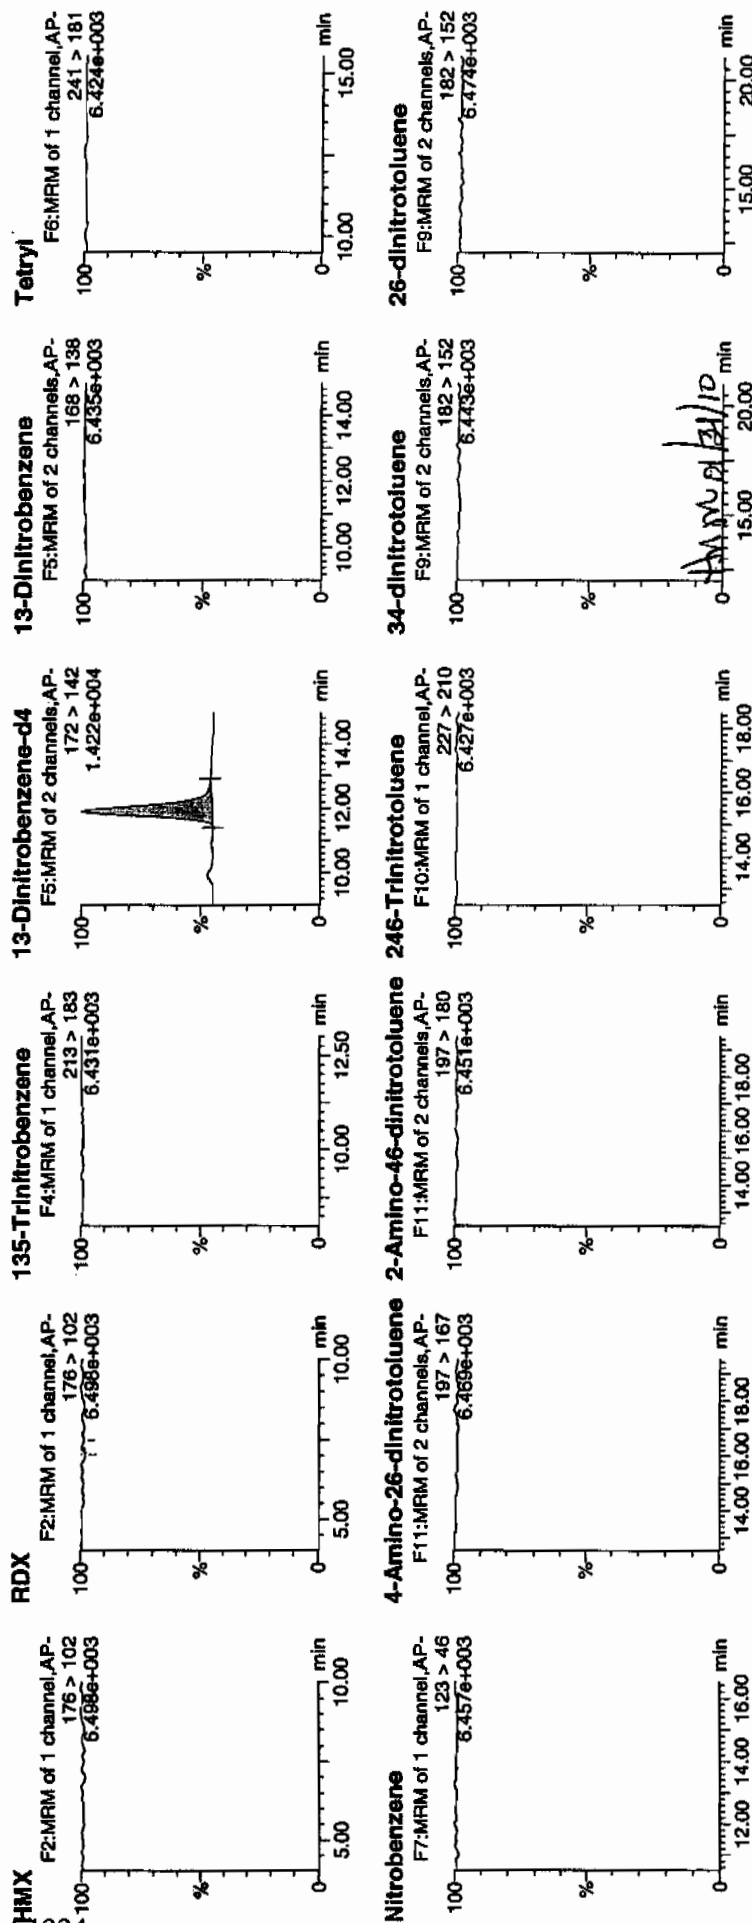 HMX
F2:MRM of 1 channel,AP-
176 > 102
6.498e+003
100
%
0
5.00
10.00
min
RDX
F2:MRM of 1 channel,AP-
176 > 102
6.498e+003
100
%
0
5.00
10.00
min
135-Trinitrobenzene
F4:MRM of 1 channel,AP-
213 > 183
6.431e+003
100
%
0
10.00
12.50
min
13-Dinitrobenzene-d4
F5:MRM of 2 channels,AP-
172 > 142
1.422e+004
100
%
0
10.00
12.00
14.00
min
13-Dinitrobenzene
F5:MRM of 2 channels,AP-
168 > 138
6.435e+003
100
%
0
10.00
12.00
14.00
min
Tetryl
F6:MRM of 1 channel,AP-
241 > 181
6.424e+003
100
%
0
10.00
15.00
min
Nitrobenzene
F7:MRM of 1 channel,AP-
123 > 46
6.457e+003
100
%
0
12.00
14.00
16.00
min
4-Amino-26-dinitrotoluene
F11:MRM of 2 channels,AP-
197 > 167
6.469e+003
100
%
0
14.00
16.00
18.00
min
2-Amino-46-dinitrotoluene
F11:MRM of 2 channels,AP-
197 > 180
6.451e+003
100
%
0
14.00
16.00
18.00
min
246-Trinitrotoluene
F10:MRM of 1 channel,AP-
227 > 210
6.427e+003
100
%
0
14.00
16.00
18.00
min
34-dinitrotoluene
F9:MRM of 2 channels,AP-
182 > 152
6.443e+003
100
%
0
15.00
20.00
min
26-dinitrotoluene
F9:MRM of 2 channels,AP-
182 > 152
6.474e+003
100
%
0
15.00
20.00
min